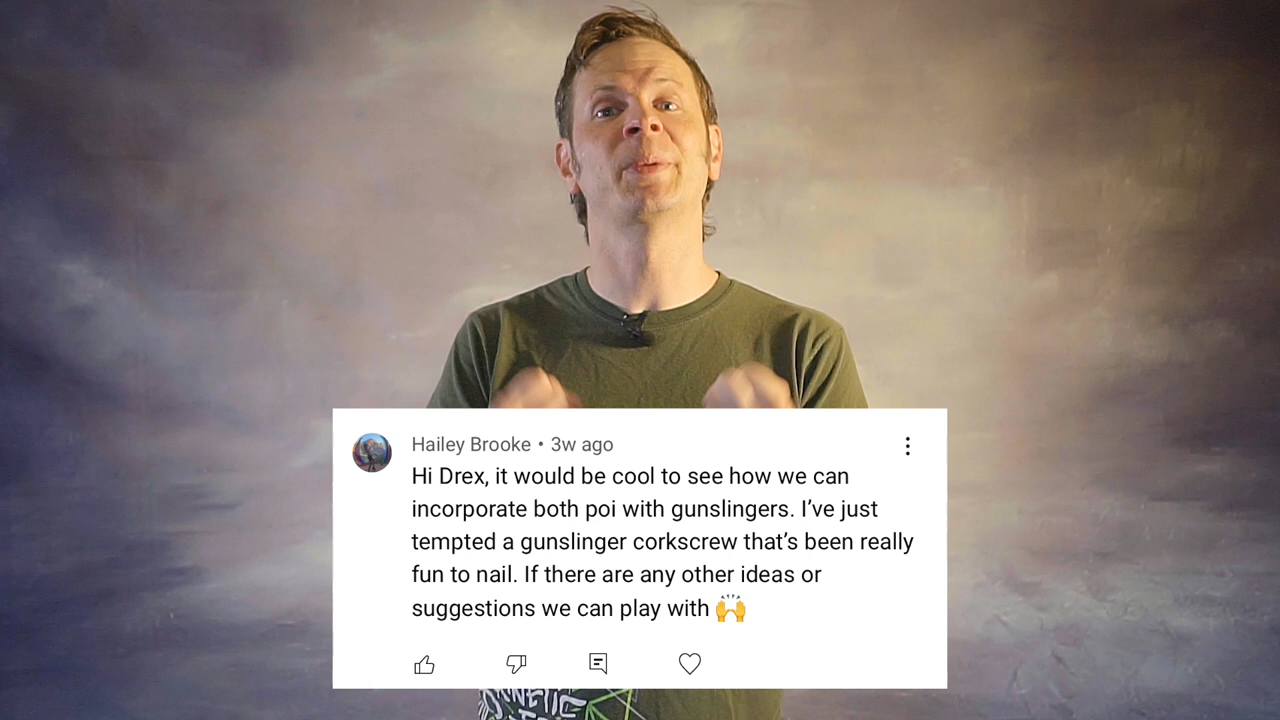 Hailey Brooke • 3w ago
Hi Drex, it would be cool to see how we can
incorporate both poi with gunslingers. I’ve just
tempted a gunslinger corkscrew that’s been really
fun to nail. If there are any other ideas or
suggestions we can play with 🙌